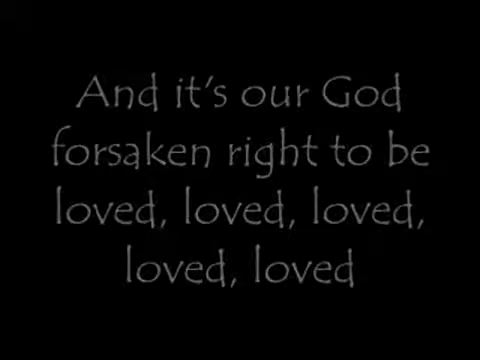 And it's our God
forsaken right to be
loved, loved, loved,
loved, loved